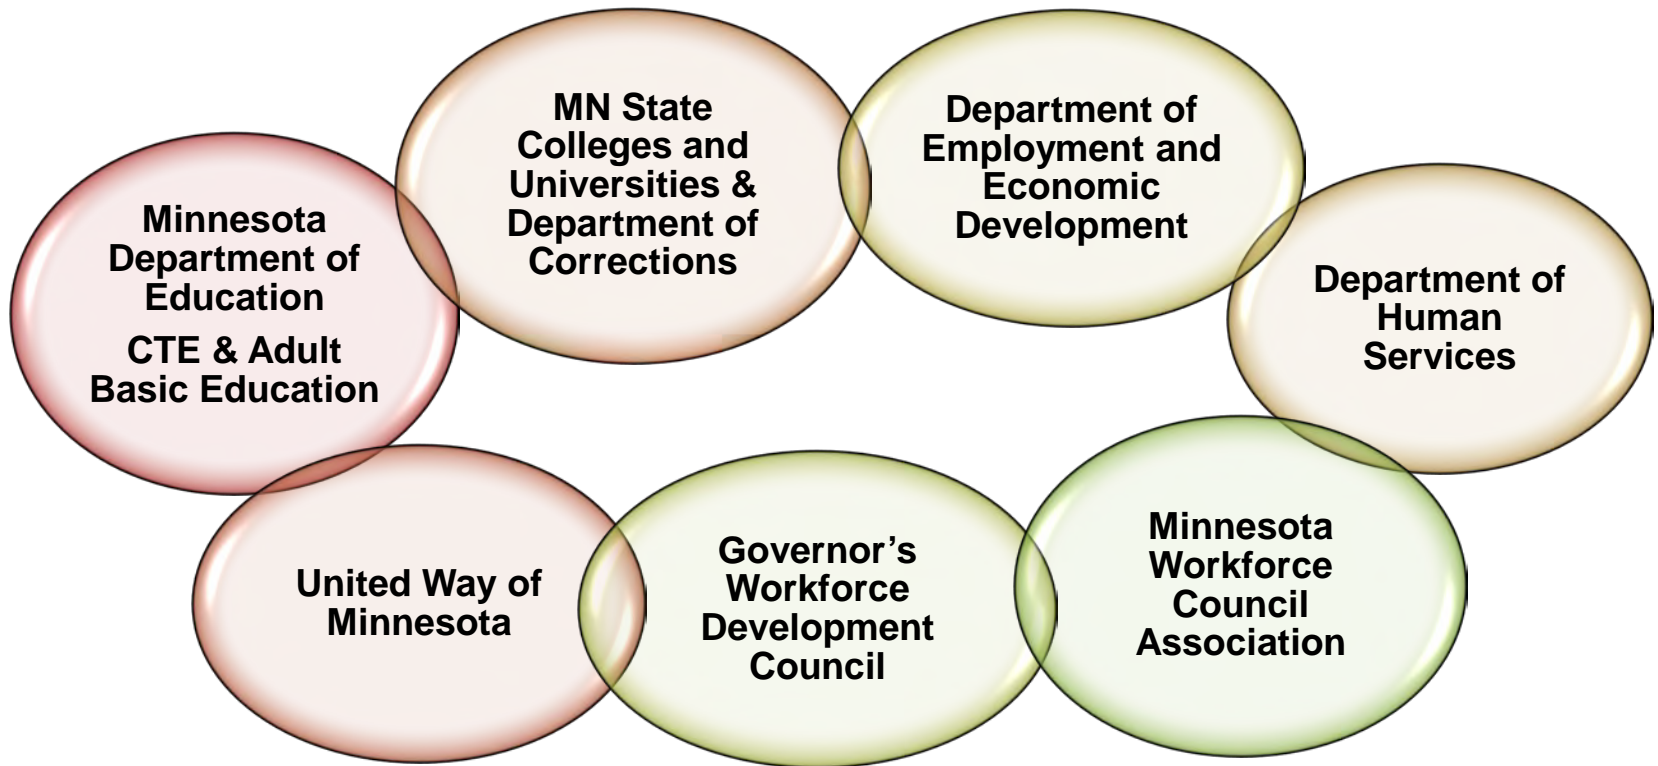 Minnesota
Department of
Education
CTE & Adult
Basic Education
MN State
Colleges and
Universities &
Department of
Corrections
Department of
Employment and
Economic
Development
Department of
Human
Services
United Way of
Minnesota
Governor’s
Workforce
Development
Council
Minnesota
Workforce
Council
Association